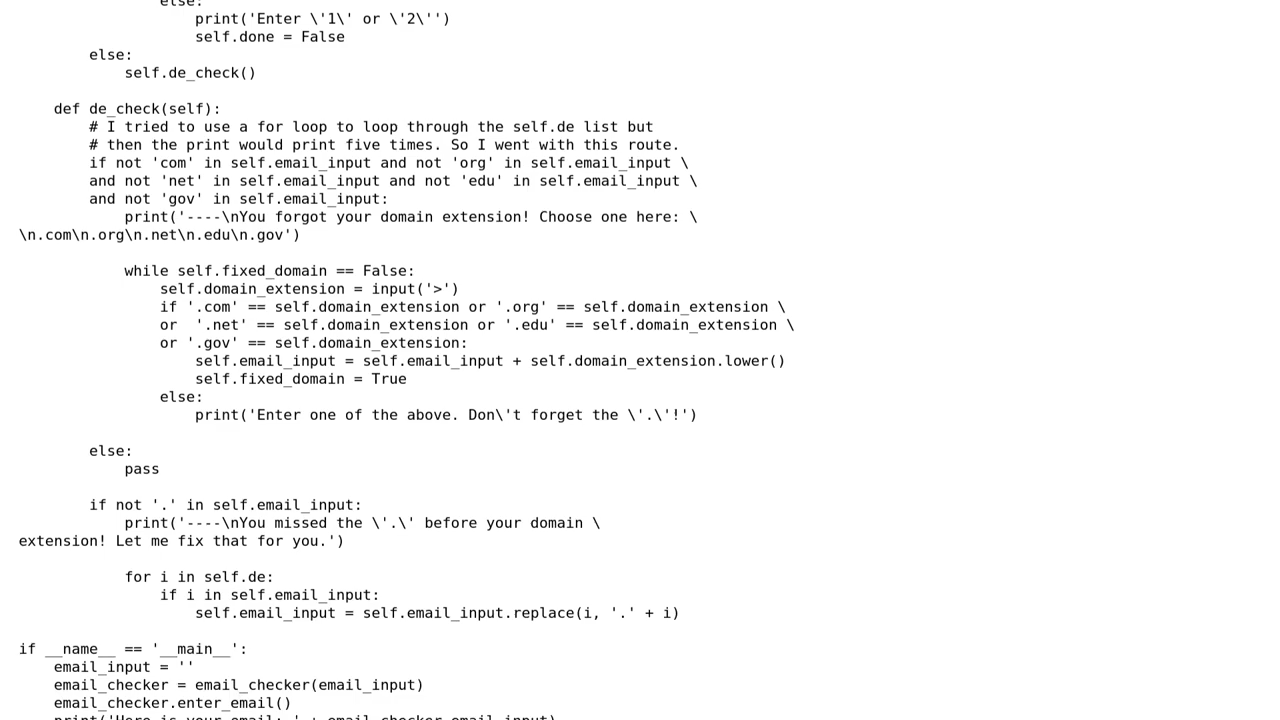 else:
print('Enter \'1\' or \'2\'')
self.done = False
else:
self.de_check()
def de_check(self):
# I tried to use a for loop to loop through the self.de list but
# then the print would print five times. So I went with this route.
if not 'com' in self.email_input and not 'org' in self.email_input \
and not 'net' in self.email_input and not 'edu' in self.email_input \
and not 'gov' in self.email_input:
print('----\nYou forgot your domain extension! Choose one here: \
\n.com\n.org\n.net\n.edu\n.gov')
while self.fixed_domain == False:
self.domain_extension = input('>')
if '.com' == self.domain_extension or '.org' == self.domain_extension \
or  '.net' == self.domain_extension or '.edu' == self.domain_extension \
or '.gov' == self.domain_extension:
self.email_input = self.email_input + self.domain_extension.lower()
self.fixed_domain = True
else:
print('Enter one of the above. Don\'t forget the \'.\'!')
else:
pass
if not '.' in self.email_input:
print('----\nYou missed the \'.\' before your domain \
extension! Let me fix that for you.')
for i in self.de:
if i in self.email_input:
self.email_input = self.email_input.replace(i, '.' + i)
if __name__ == '__main__':
email_input = ''
email_checker = email_checker(email_input)
email_checker.enter_email()
print('Here is your email: ' + email_checker.email_input)